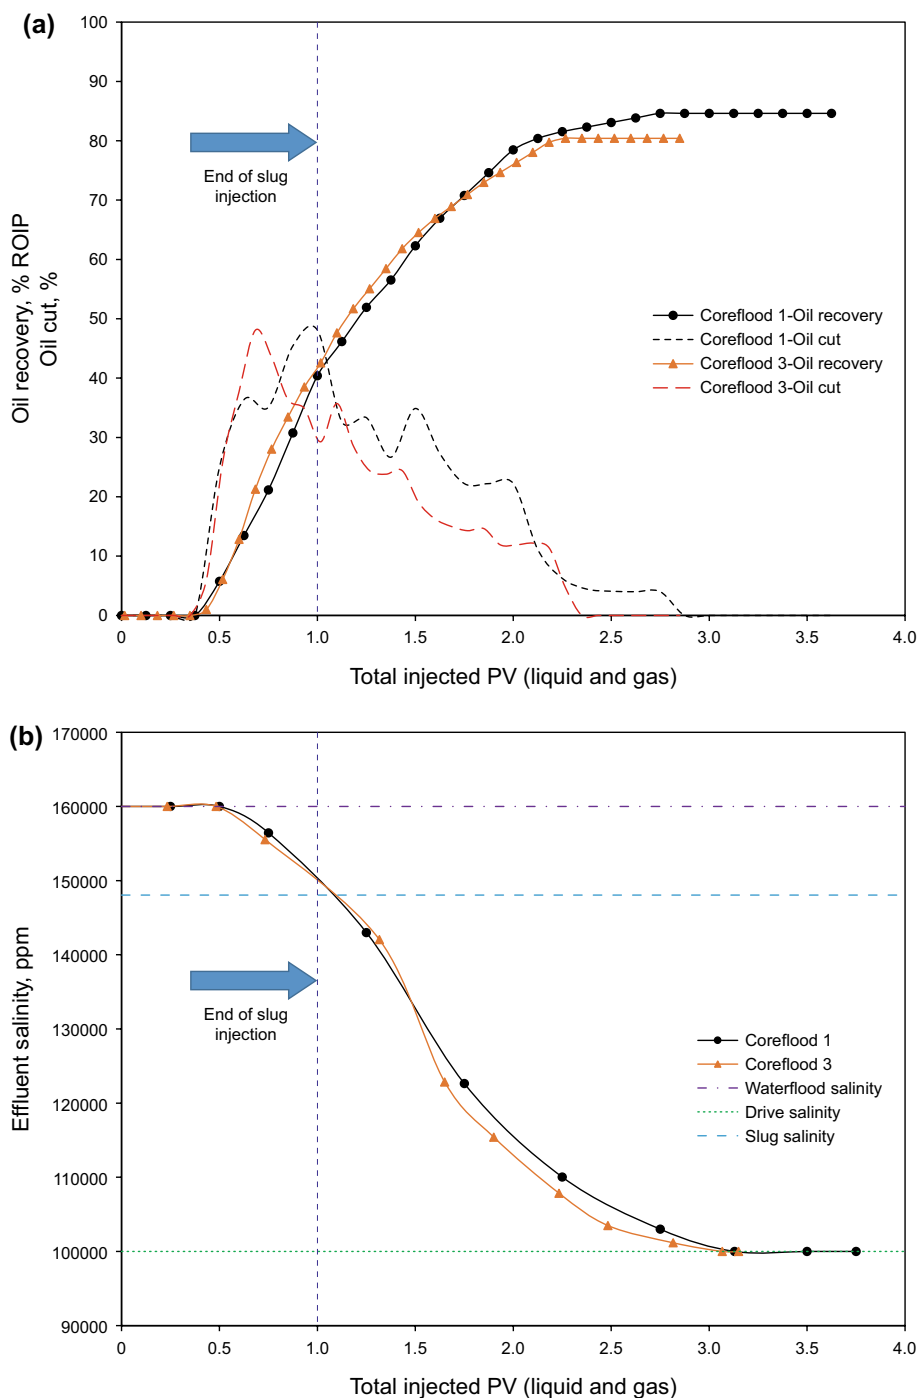 (a)
100
90
80
70
60
50
40
30
20
10
0
Oil recovery, % ROIP
Oil cut, %
End of slug
injection
Coreflood 1-Oil recovery
Coreflood 1-Oil cut
Coreflood 3-Oil recovery
Coreflood 3-Oil cut
0 0.5 1.0 1.5 2.0 2.5 3.0 3.5 4.0
Total injected PV (liquid and gas)
(b)
170000
160000
150000
140000
130000
120000
110000
100000
90000
Effluent salinity, ppm
End of slug
injection
Coreflood 1
Coreflood 3
Waterflood salinity
Drive salinity
Slug salinity
0 0.5 1.0 1.5 2.0 2.5 3.0 3.5 4.0
Total injected PV (liquid and gas)